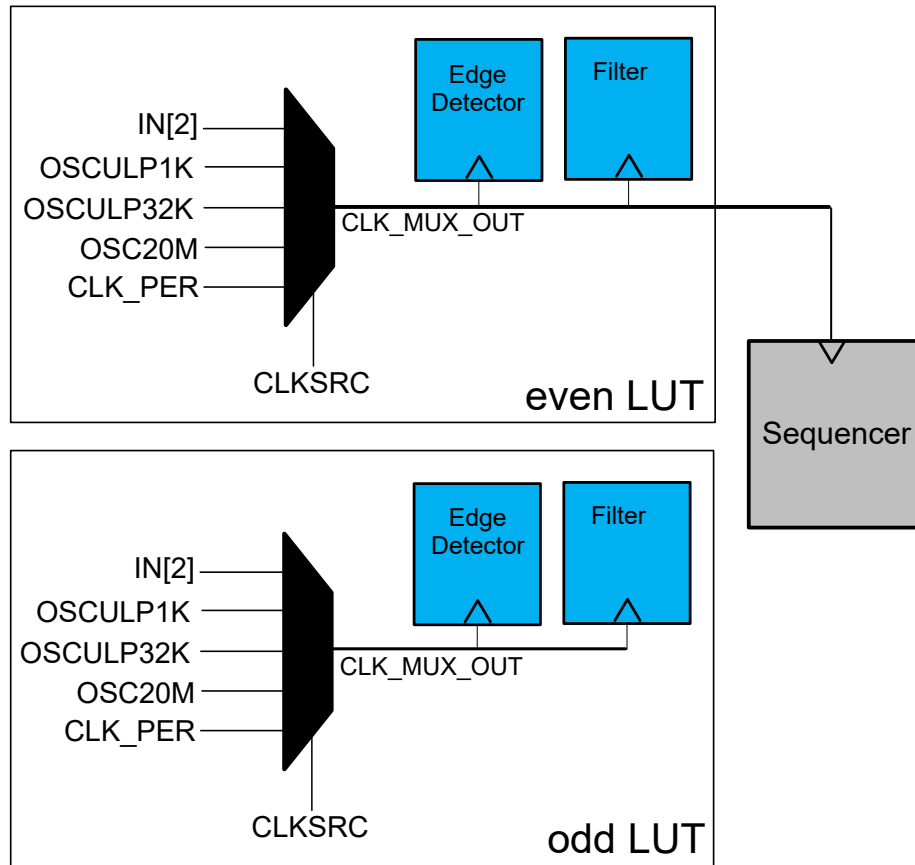 Edge
Detector
Filter
IN[2]
OSCULP1K
OSCULP32K
OSC20M
CLK_PER
CLK_MUX_OUT
CLKSRC
even LUT
Sequencer
Edge
Detector
Filter
IN[2]
OSCULP1K
OSCULP32K
OSC20M
CLK_PER
CLK_MUX_OUT
CLKSRC
odd LUT